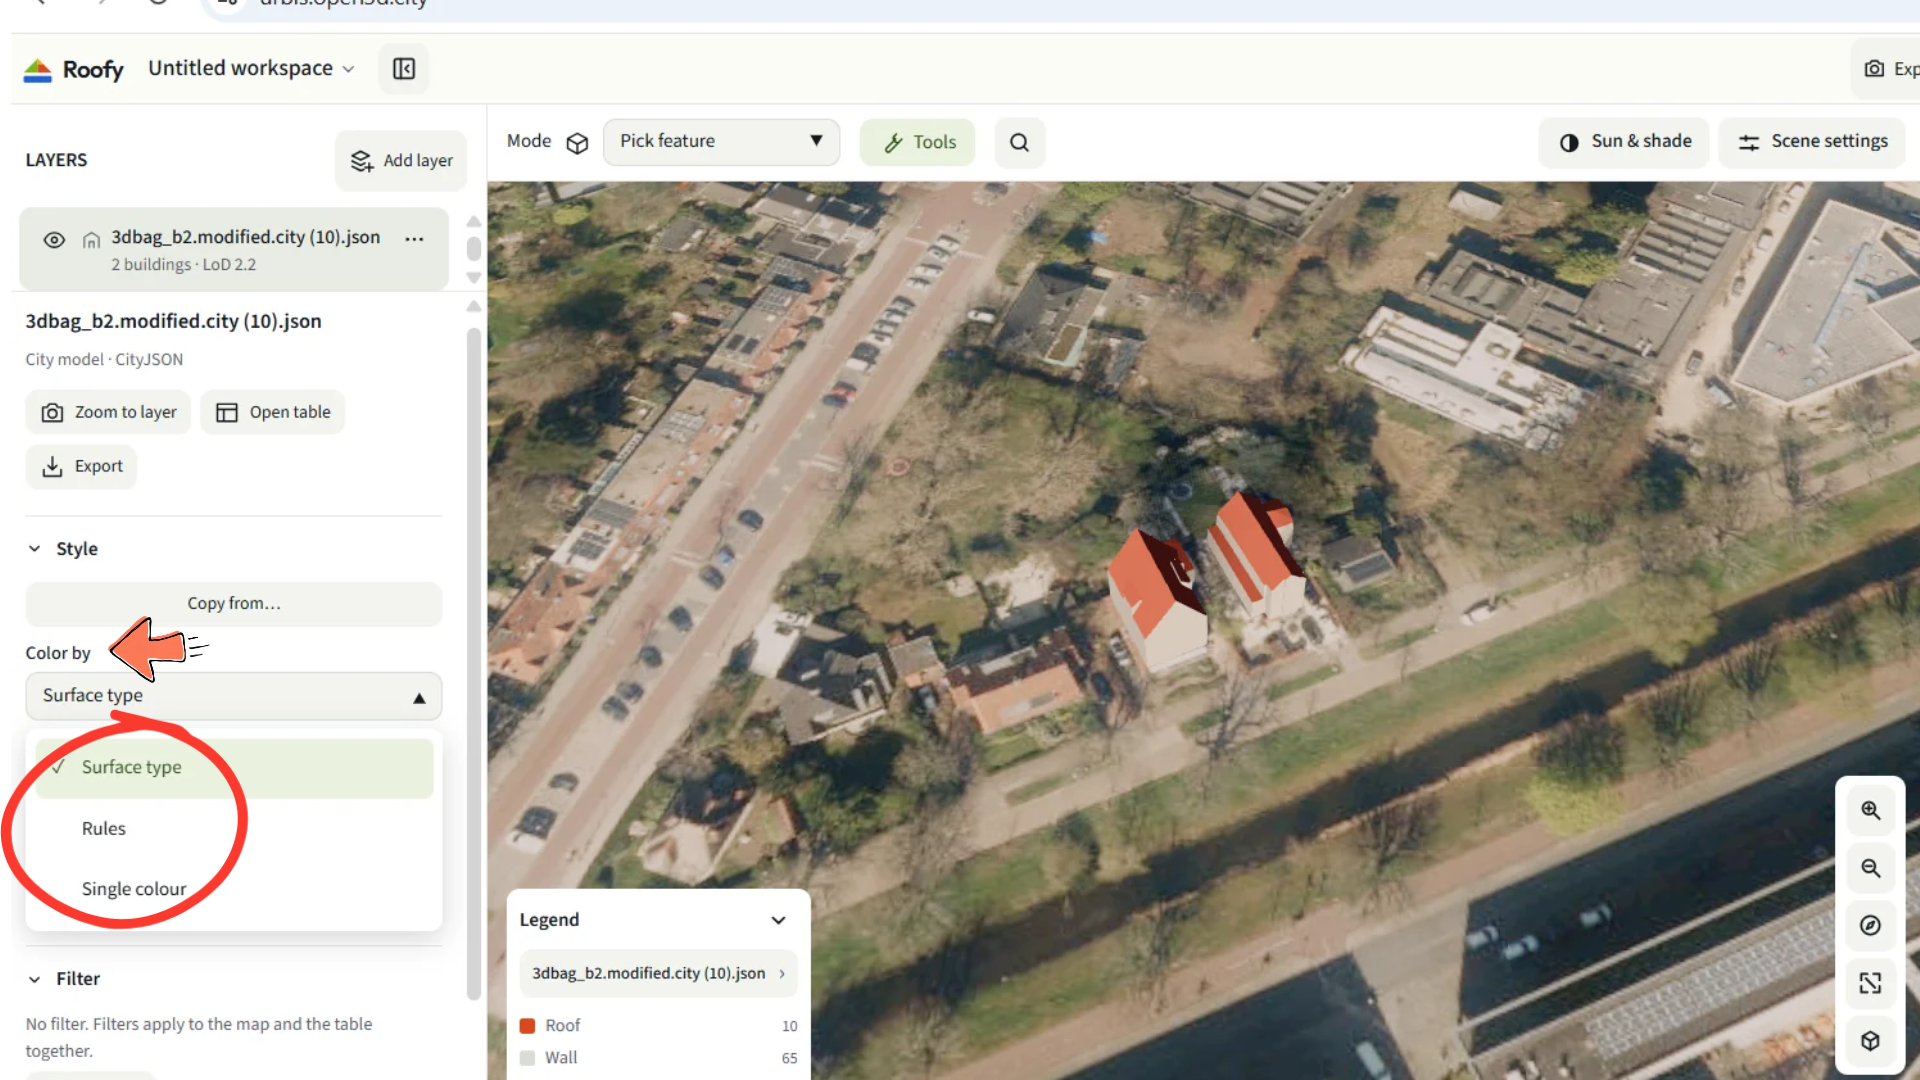 Roofy
Untitled workspace
LAYERS
Add layer
3dbag_b2.modified.city (10).json
2 buildings · LoD 2.2
3dbag_b2.modified.city (10).json
City model · CityJSON
Zoom to layer
Open table
Export
Style
Copy from...
Color by
Surface type
Surface type
Rules
Single colour
Filter
No filter. Filters apply to the map and the table
together.
Mode
Pick feature
Tools
Sun & shade
Scene settings
Legend
3dbag_b2.modified.city (10).json
Roof 10
Wall 65